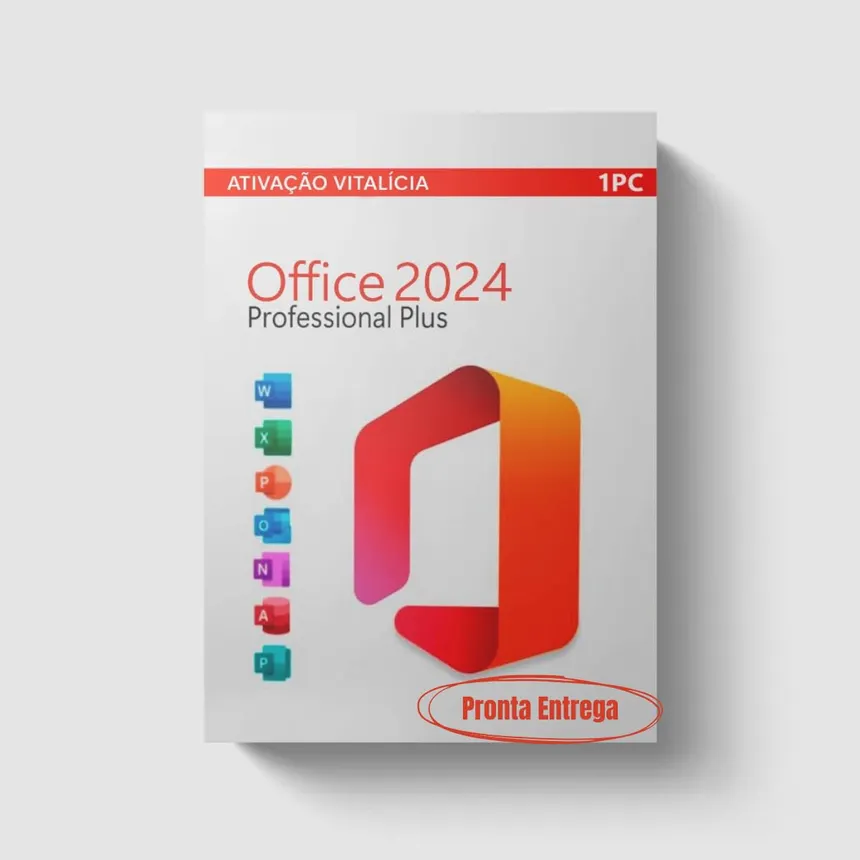 ATIVAÇÃO VITALÍCIA 1PC
Office 2024
Professional Plus
W
X
P
O
N
A
P
Pronta Entrega